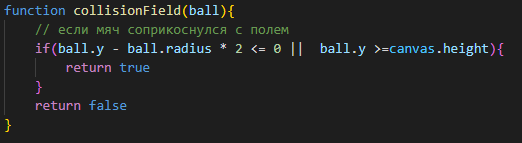 function collisionField(ball){
// если мяч соприкоснулся с полем
if(ball.y - ball.radius * 2 <= 0 ||  ball.y >=canvas.height){
return true
}
return false
}